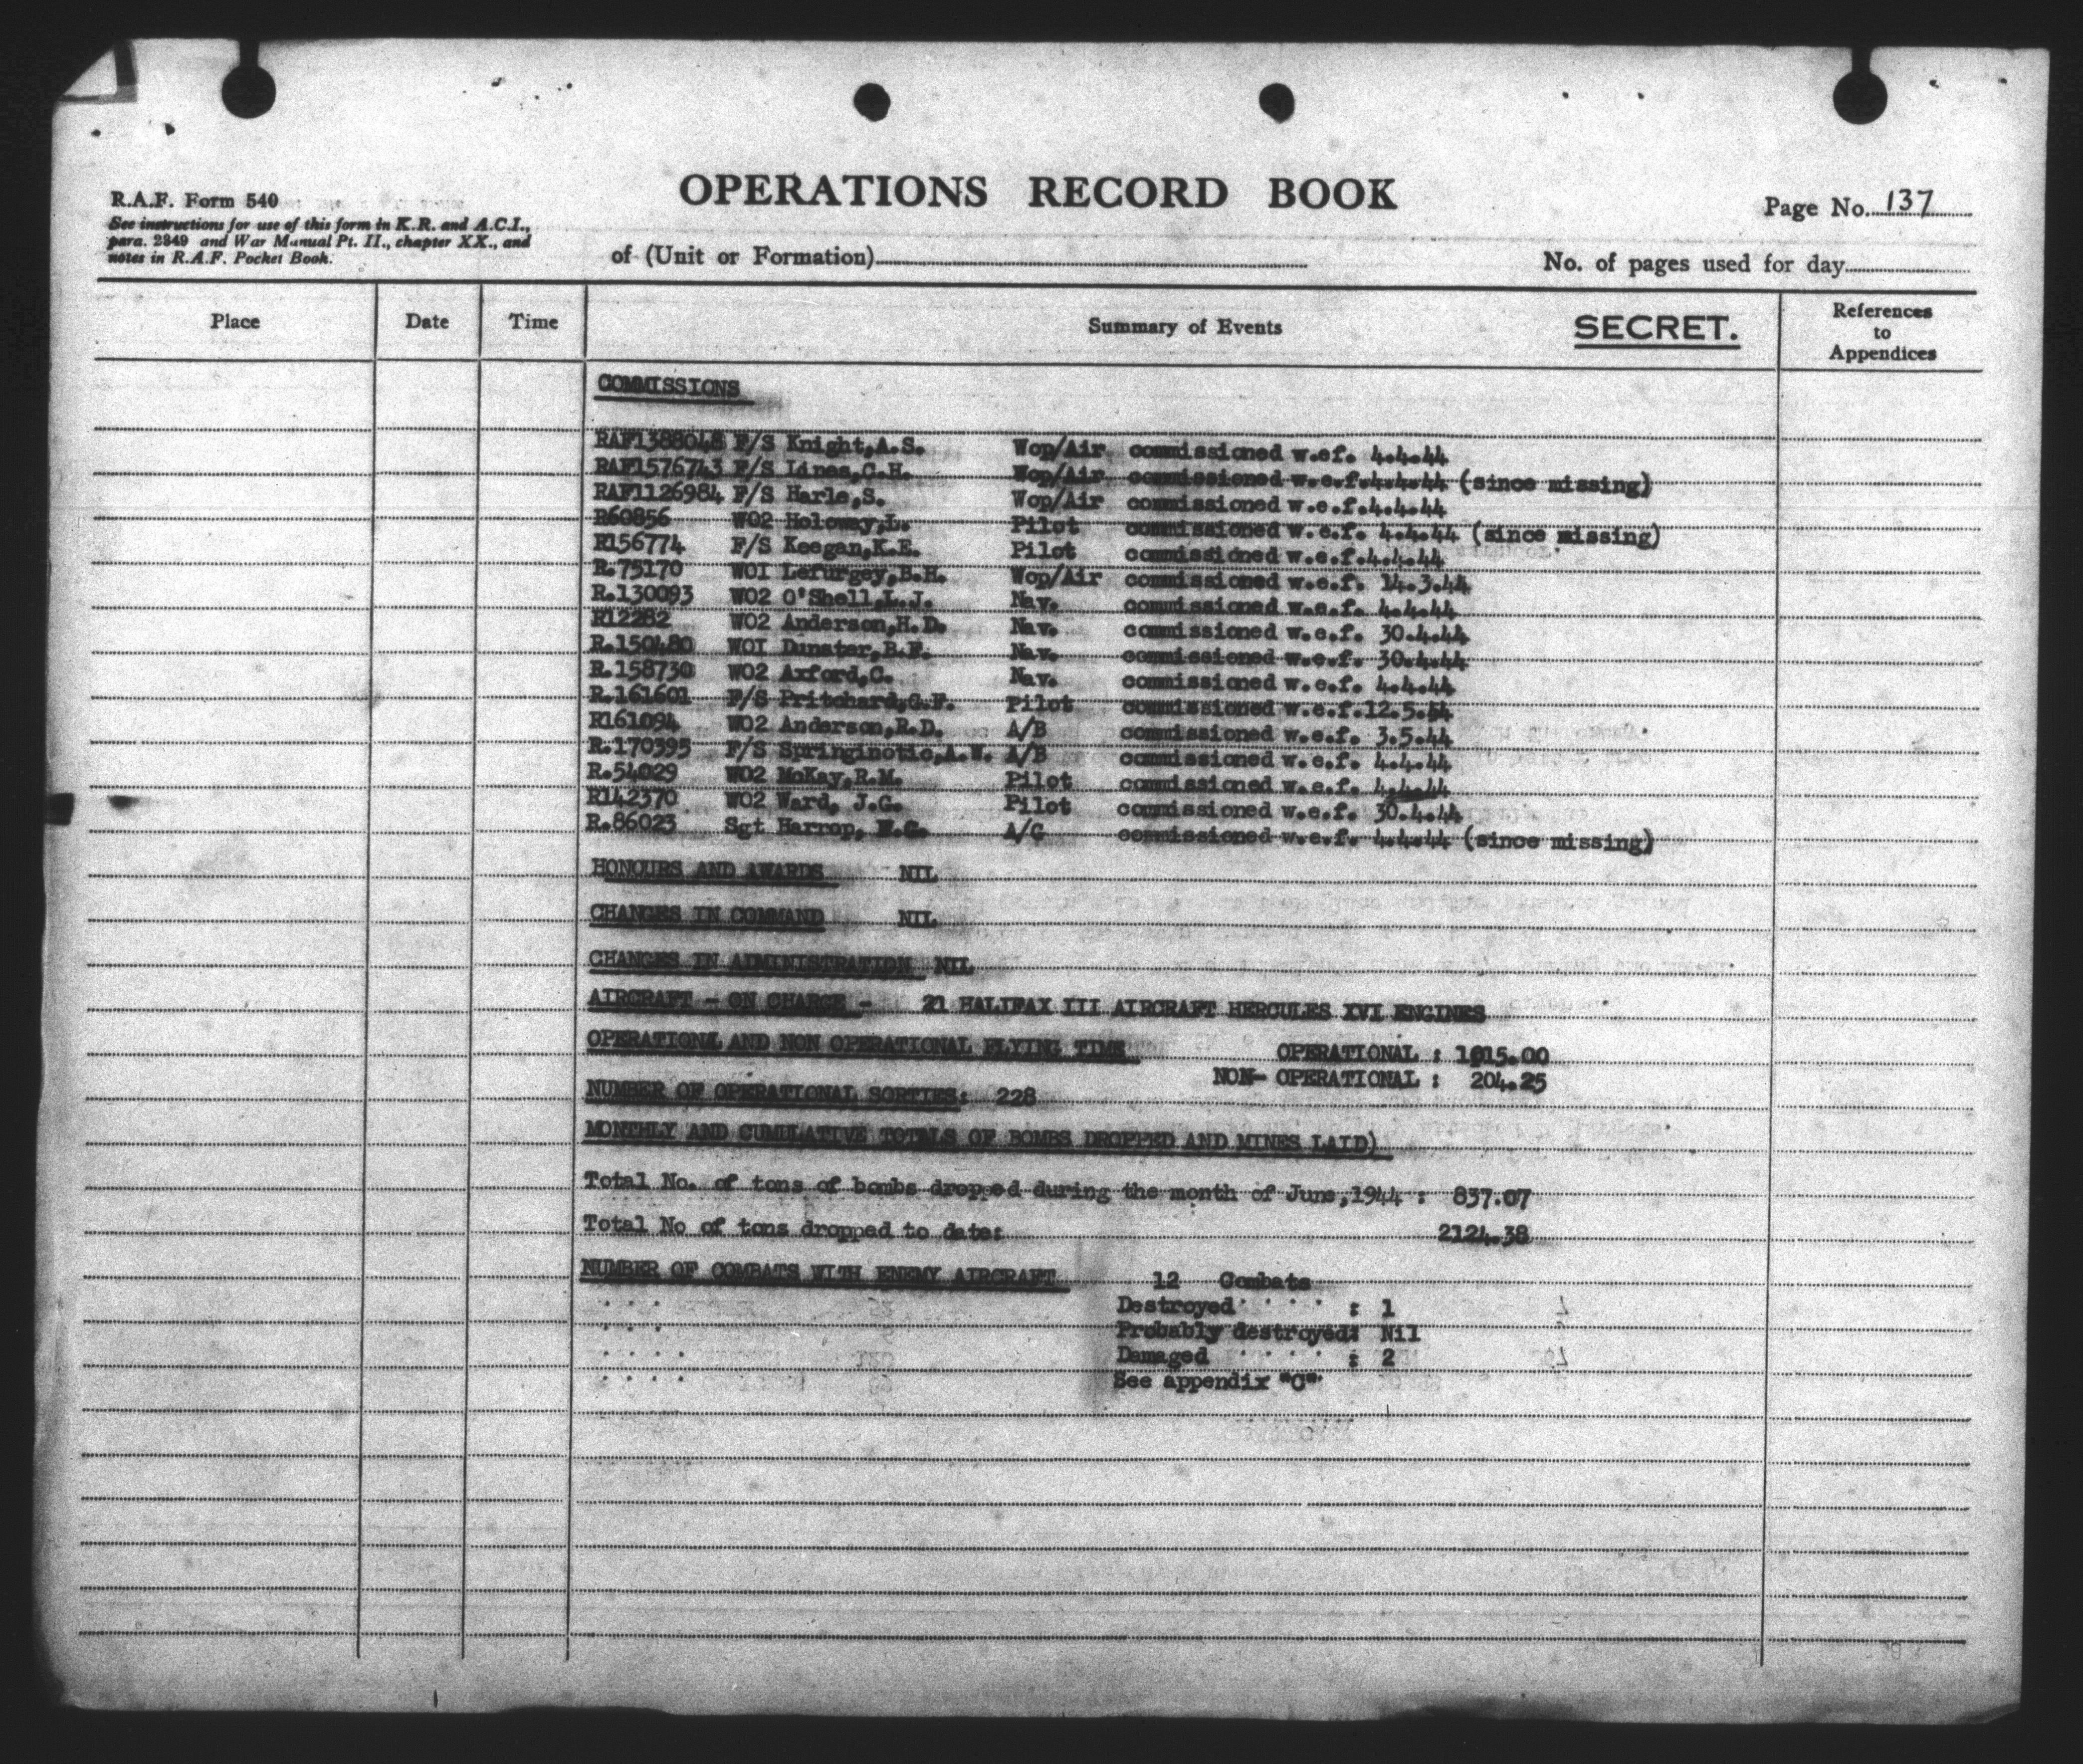 OPERATIONS RECORD BOOK
R.A.F. Form 540
See instructions for use of this form in K.R. and A.C.I.,
para. 2349 and War Manual Pt. II., chapter XX., and
notes in R.A.F. Pocket Book.
Page No. 137
of (Unit or Formation)
No. of pages used for day
Place Date Time Summary of Events SECRET. References to Appendices
COMMISSIONS
RAF1388048 F/S Knight,A.S. Wop/Air commissioned w.ef. 4.4.44
RAF1576743 F/S Lines,C.H. Wop/Air commissioned w.e.f.4.4.44 (since missing)
RAF1126984 F/S Harle,S. Wop/Air commissioned w.e.f.4.4.44
R60856 WO2 Holowey,L. Pilot commissioned w.e.f. 4.4.44 (since missing)
R156774 F/S Keegan,K.E. Pilot commissioned w.e.f.4.4.44
R.75170 WOI Lefurgey,B.H. Wop/Air commissioned w.e.f. 14.3.44
R.130093 WO2 O'Shell,L.J. Nav. commissioned w.e.f. 4.4.44
R12282 WO2 Anderson,H.D. Nav. commissioned w.e.f. 30.4.44
R.150480 WOI Dunster,B.F. Nav. commissioned w.e.f. 30.4.44
R.158730 WO2 Axford,C. Nav. commissioned w.e.f. 4.4.44
R.161601 F/S Pritchard,G.F. Pilot commissioned w.e.f.12.5.44
R161094 WO2 Anderson,R.D. A/B commissioned w.e.f. 3.5.44
R.170395 F/S Springinotic,A.W. A/B commissioned w.e.f. 4.4.44
R.54029 WO2 McKay,R.M. Pilot commissioned w.e.f. 4.4.44
R142370 WO2 Ward, J.G. Pilot commissioned w.e.f. 30.4.44
R.86023 Sgt Harrop, W.C. A/G commissioned w.e.f. 4.4.44 (since missing)
HONOURS AND AWARDS NIL
CHANGES IN COMMAND NIL
CHANGES IN ADMINISTRATION NIL
AIRCRAFT - ON CHARGE - 21 HALIFAX III AIRCRAFT HERCULES XVI ENGINES
OPERATIONAL AND NON OPERATIONAL FLYING TIME OPERATIONAL : 1015.00
NON- OPERATIONAL : 204.25
NUMBER OF OPERATIONAL SORTIES: 228
MONTHLY AND CUMULATIVE TOTALS OF BOMBS DROPPED AND MINES LAID)
Total No. of tons of bombs dropped during the month of June,1944 : 837.07
Total No of tons dropped to date: 2124.38
NUMBER OF COMBATS WITH ENEMY AIRCRAFT 12 Combats
Destroyed : 1
Probably destroyed: Nil
Damaged : 2
See appendix "C"